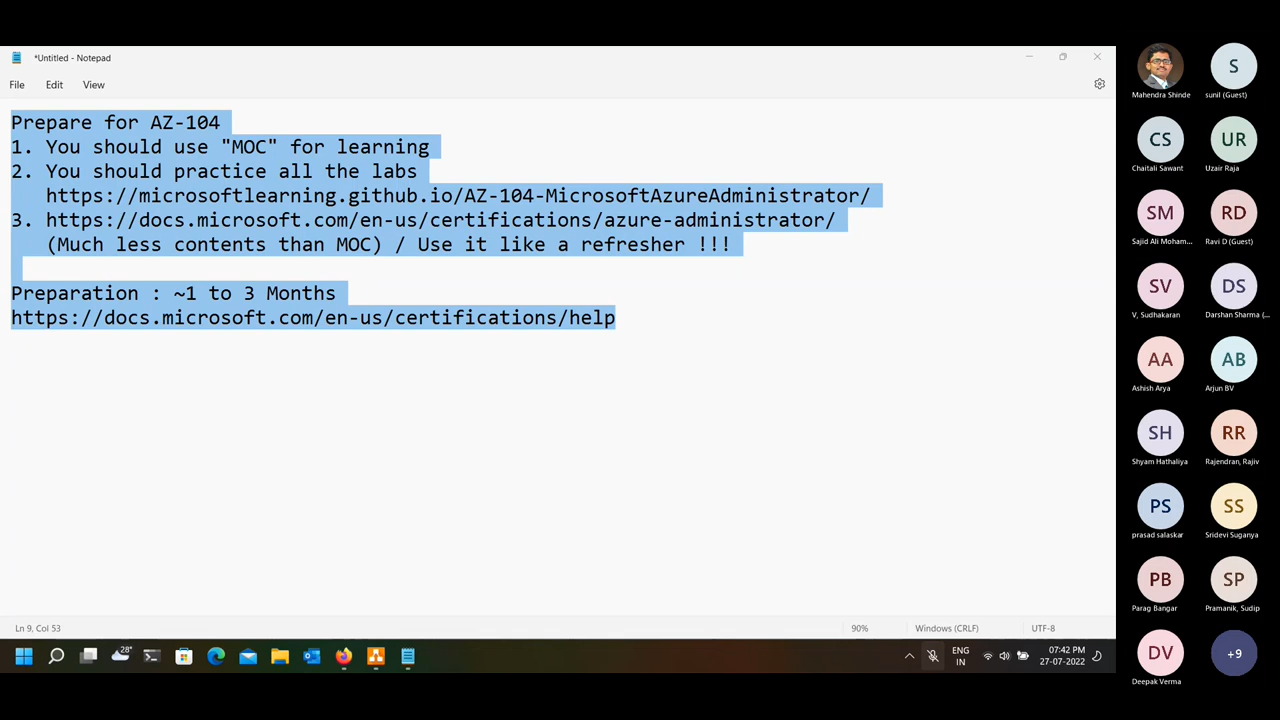 *Untitled - Notepad
File Edit View
Prepare for AZ-104
1. You should use "MOC" for learning
2. You should practice all the labs
https://microsoftlearning.github.io/AZ-104-MicrosoftAzureAdministrator/
3. https://docs.microsoft.com/en-us/certifications/azure-administrator/
(Much less contents than MOC) / Use it like a refresher !!!
Preparation : ~1 to 3 Months
https://docs.microsoft.com/en-us/certifications/help
Ln 9, Col 53 90% Windows (CRLF) UTF-8
28°
ENG
IN
07:42 PM
27-07-2022
S
Mahendra Shinde sunil (Guest)
CS UR
Chaitali Sawant Uzair Raja
SM RD
Sajid Ali Moham... Ravi D (Guest)
SV DS
V, Sudhakaran Darshan Sharma (...
AA AB
Ashish Arya Arjun BV
SH RR
Shyam Hathaliya Rajendran, Rajiv
PS SS
prasad salaskar Sridevi Suganya
PB SP
Parag Bangar Pramanik, Sudip
DV +9
Deepak Verma